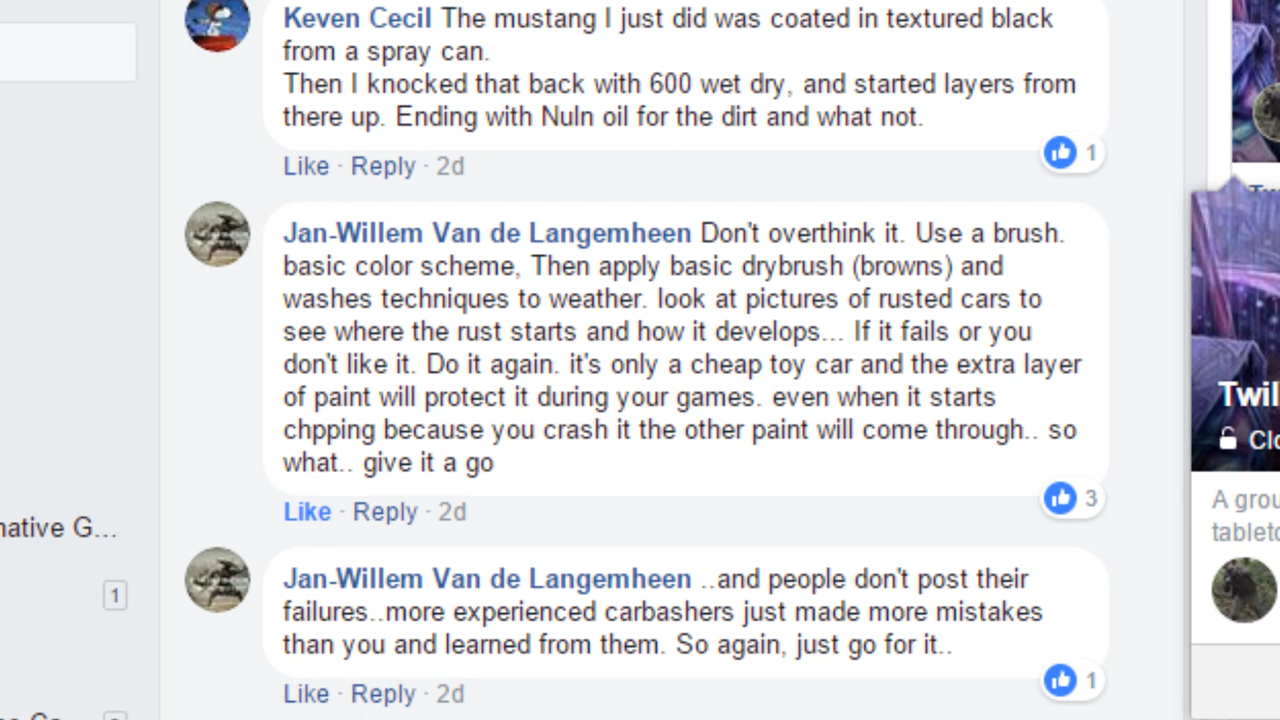 Keven Cecil The mustang I just did was coated in textured black
from a spray can.
Then I knocked that back with 600 wet dry, and started layers from
there up. Ending with Nuln oil for the dirt and what not.
1
Like · Reply · 2d
Jan-Willem Van de Langemheen Don't overthink it. Use a brush.
basic color scheme, Then apply basic drybrush (browns) and
washes techniques to weather. look at pictures of rusted cars to
see where the rust starts and how it develops... If it fails or you
don't like it. Do it again. it's only a cheap toy car and the extra layer
of paint will protect it during your games. even when it starts
chpping because you crash it the other paint will come through.. so
what.. give it a go
3
Like · Reply · 2d
Jan-Willem Van de Langemheen ..and people don't post their
failures..more experienced carbashers just made more mistakes
than you and learned from them. So again, just go for it..
1
Like · Reply · 2d
native G...
1
Twil
Clo
A grou
tableto